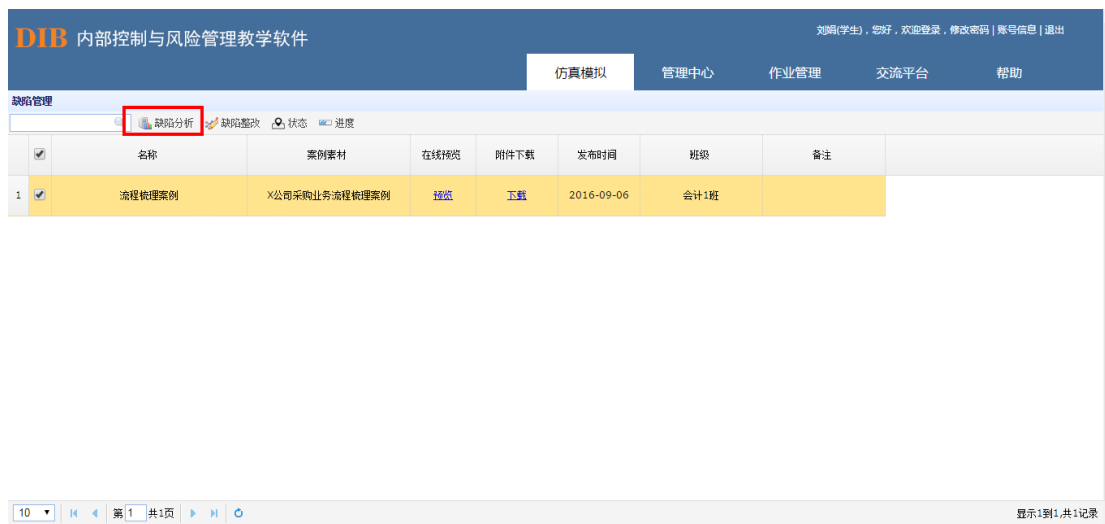 DIB 内部控制与风险管理教学软件
刘娟(学生)，您好，欢迎登录，修改密码 | 账号信息 | 退出
仿真模拟 管理中心 作业管理 交流平台 帮助
缺陷管理
缺陷分析 缺陷整改 状态 进度
名称 案例素材 在线预览 附件下载 发布时间 班级 备注
1 流程梳理案例 X公司采购业务流程梳理案例 预览 下载 2016-09-06 会计1班
10 第 1 共1页 显示1到1,共1记录